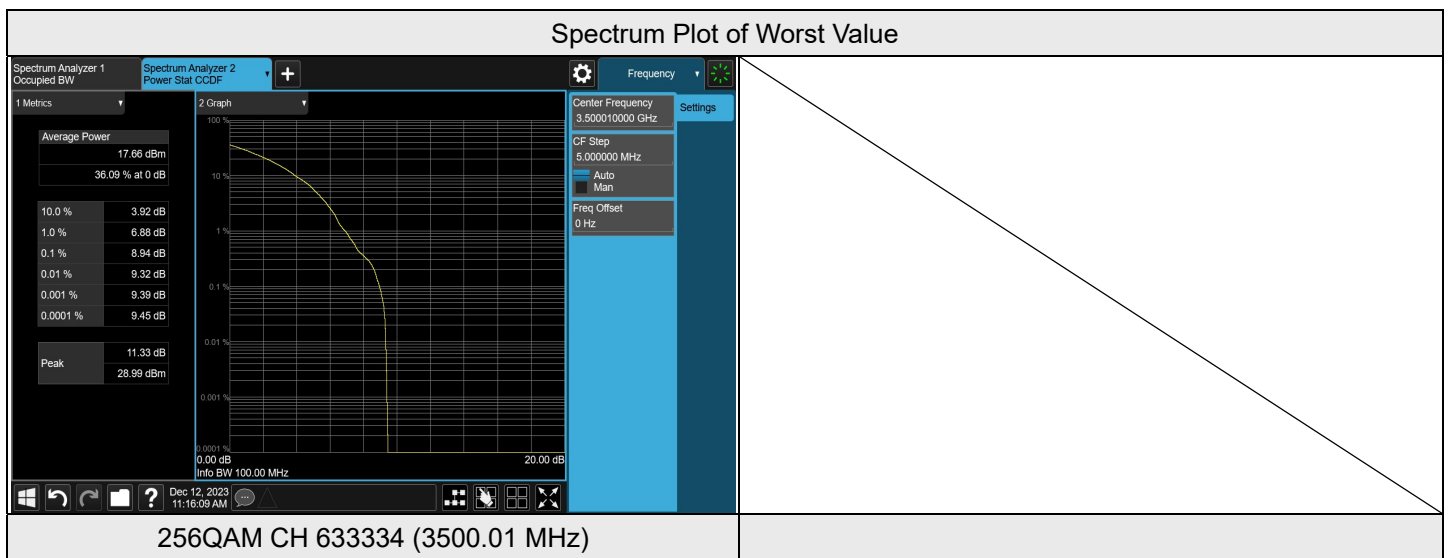 Spectrum Plot of Worst Value
Spectrum Analyzer 1
Occupied BW
Spectrum Analyzer 2
Power Stat CCDF
Frequency
1 Metrics
2 Graph
Average Power
17.66 dBm
36.09 % at 0 dB
10.0 % 3.92 dB
1.0 % 6.88 dB
0.1 % 8.94 dB
0.01 % 9.32 dB
0.001 % 9.39 dB
0.0001 % 9.45 dB
Peak
11.33 dB
28.99 dBm
100 %
10 %
1 %
0.1 %
0.01 %
0.001 %
0.0001 %
0.00 dB
20.00 dB
Info BW 100.00 MHz
Center Frequency
3.500010000 GHz
Settings
CF Step
5.000000 MHz
Auto
Man
Freq Offset
0 Hz
?
Dec 12, 2023
11:16:09 AM
256QAM CH 633334 (3500.01 MHz)